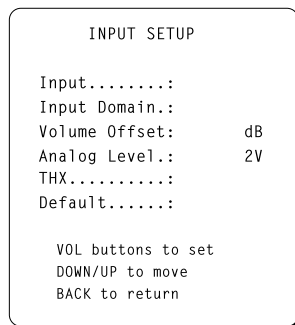 INPUT SETUP
Input........:
Input Domain.:
Volume Offset: dB
Analog Level.: 2V
THX..........:
Default......:
VOL buttons to set
DOWN/UP to move
BACK to return